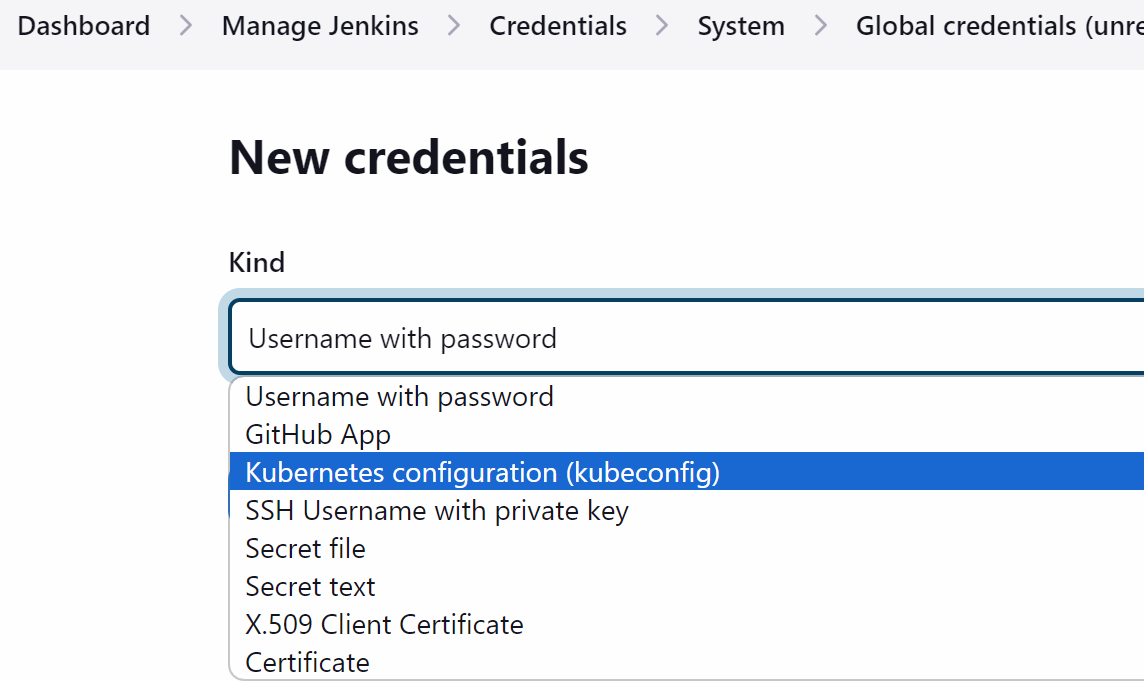 Dashboard > Manage Jenkins > Credentials > System > Global credentials (unre
New credentials
Kind
Username with password
Username with password
GitHub App
Kubernetes configuration (kubeconfig)
SSH Username with private key
Secret file
Secret text
X.509 Client Certificate
Certificate